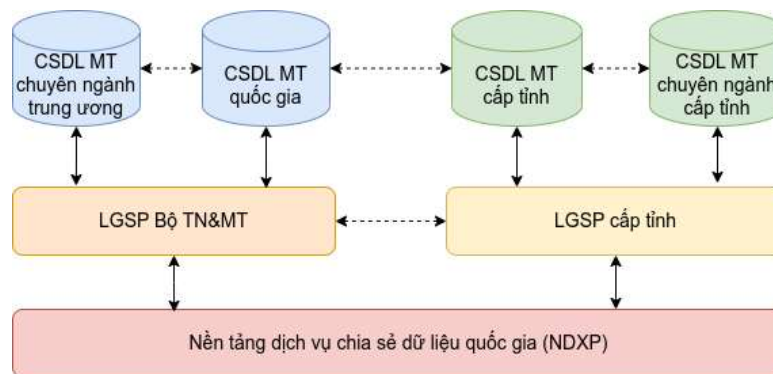 CSDL MT
chuyên ngành
trung ương
CSDL MT
quốc gia
CSDL MT
cấp tỉnh
CSDL MT
chuyên ngành
cấp tỉnh
LGSP Bộ TN&MT
LGSP cấp tỉnh
Nền tảng dịch vụ chia sẻ dữ liệu quốc gia (NDXP)